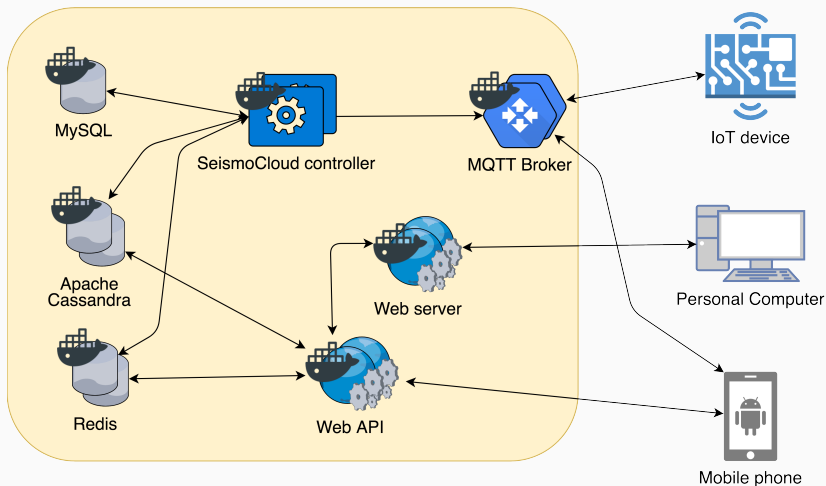 MySQL
SeismoCloud controller
MQTT Broker
IoT device
Apache
Cassandra
Web server
Personal Computer
Redis
Web API
Mobile phone